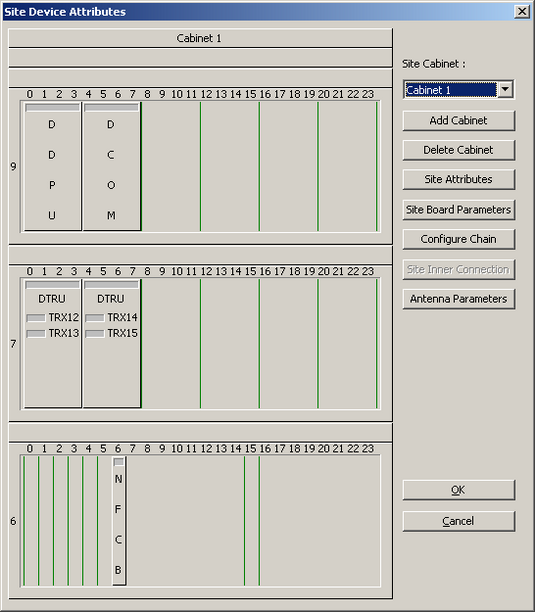 Site Device Attributes
Cabinet 1
Site Cabinet :
Cabinet 1
Add Cabinet
Delete Cabinet
Site Attributes
Site Board Parameters
Configure Chain
Site Inner Connection
Antenna Parameters
OK
Cancel
0 1 2 3 4 5 6 7 8 9 10 11 12 13 14 15 16 17 18 19 20 21 22 23
9
D D P U
D C O M
0 1 2 3 4 5 6 7 8 9 10 11 12 13 14 15 16 17 18 19 20 21 22 23
7
DTRU DTRU
TRX12 TRX14
TRX13 TRX15
0 1 2 3 4 5 6 7 8 9 10 11 12 13 14 15 16 17 18 19 20 21 22 23
6
N F C B